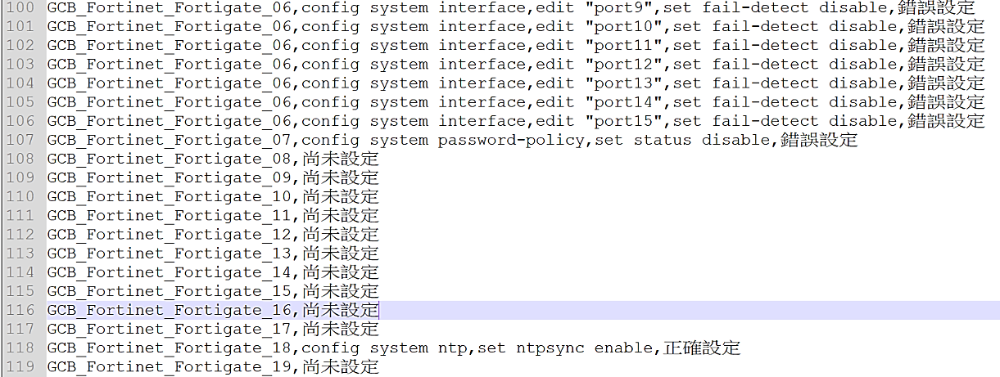 100 GCB_Fortinet_Fortigate_06,config system interface,edit "port9",set fail-detect disable,錯誤設定
101 GCB_Fortinet_Fortigate_06,config system interface,edit "port10",set fail-detect disable,錯誤設定
102 GCB_Fortinet_Fortigate_06,config system interface,edit "port11",set fail-detect disable,錯誤設定
103 GCB_Fortinet_Fortigate_06,config system interface,edit "port12",set fail-detect disable,錯誤設定
104 GCB_Fortinet_Fortigate_06,config system interface,edit "port13",set fail-detect disable,錯誤設定
105 GCB_Fortinet_Fortigate_06,config system interface,edit "port14",set fail-detect disable,錯誤設定
106 GCB_Fortinet_Fortigate_06,config system interface,edit "port15",set fail-detect disable,錯誤設定
107 GCB_Fortinet_Fortigate_07,config system password-policy,set status disable,錯誤設定
108 GCB_Fortinet_Fortigate_08,尚未設定
109 GCB_Fortinet_Fortigate_09,尚未設定
110 GCB_Fortinet_Fortigate_10,尚未設定
111 GCB_Fortinet_Fortigate_11,尚未設定
112 GCB_Fortinet_Fortigate_12,尚未設定
113 GCB_Fortinet_Fortigate_13,尚未設定
114 GCB_Fortinet_Fortigate_14,尚未設定
115 GCB_Fortinet_Fortigate_15,尚未設定
116 GCB_Fortinet_Fortigate_16,尚未設定
117 GCB_Fortinet_Fortigate_17,尚未設定
118 GCB_Fortinet_Fortigate_18,config system ntp,set ntpsync enable,正確設定
119 GCB_Fortinet_Fortigate_19,尚未設定